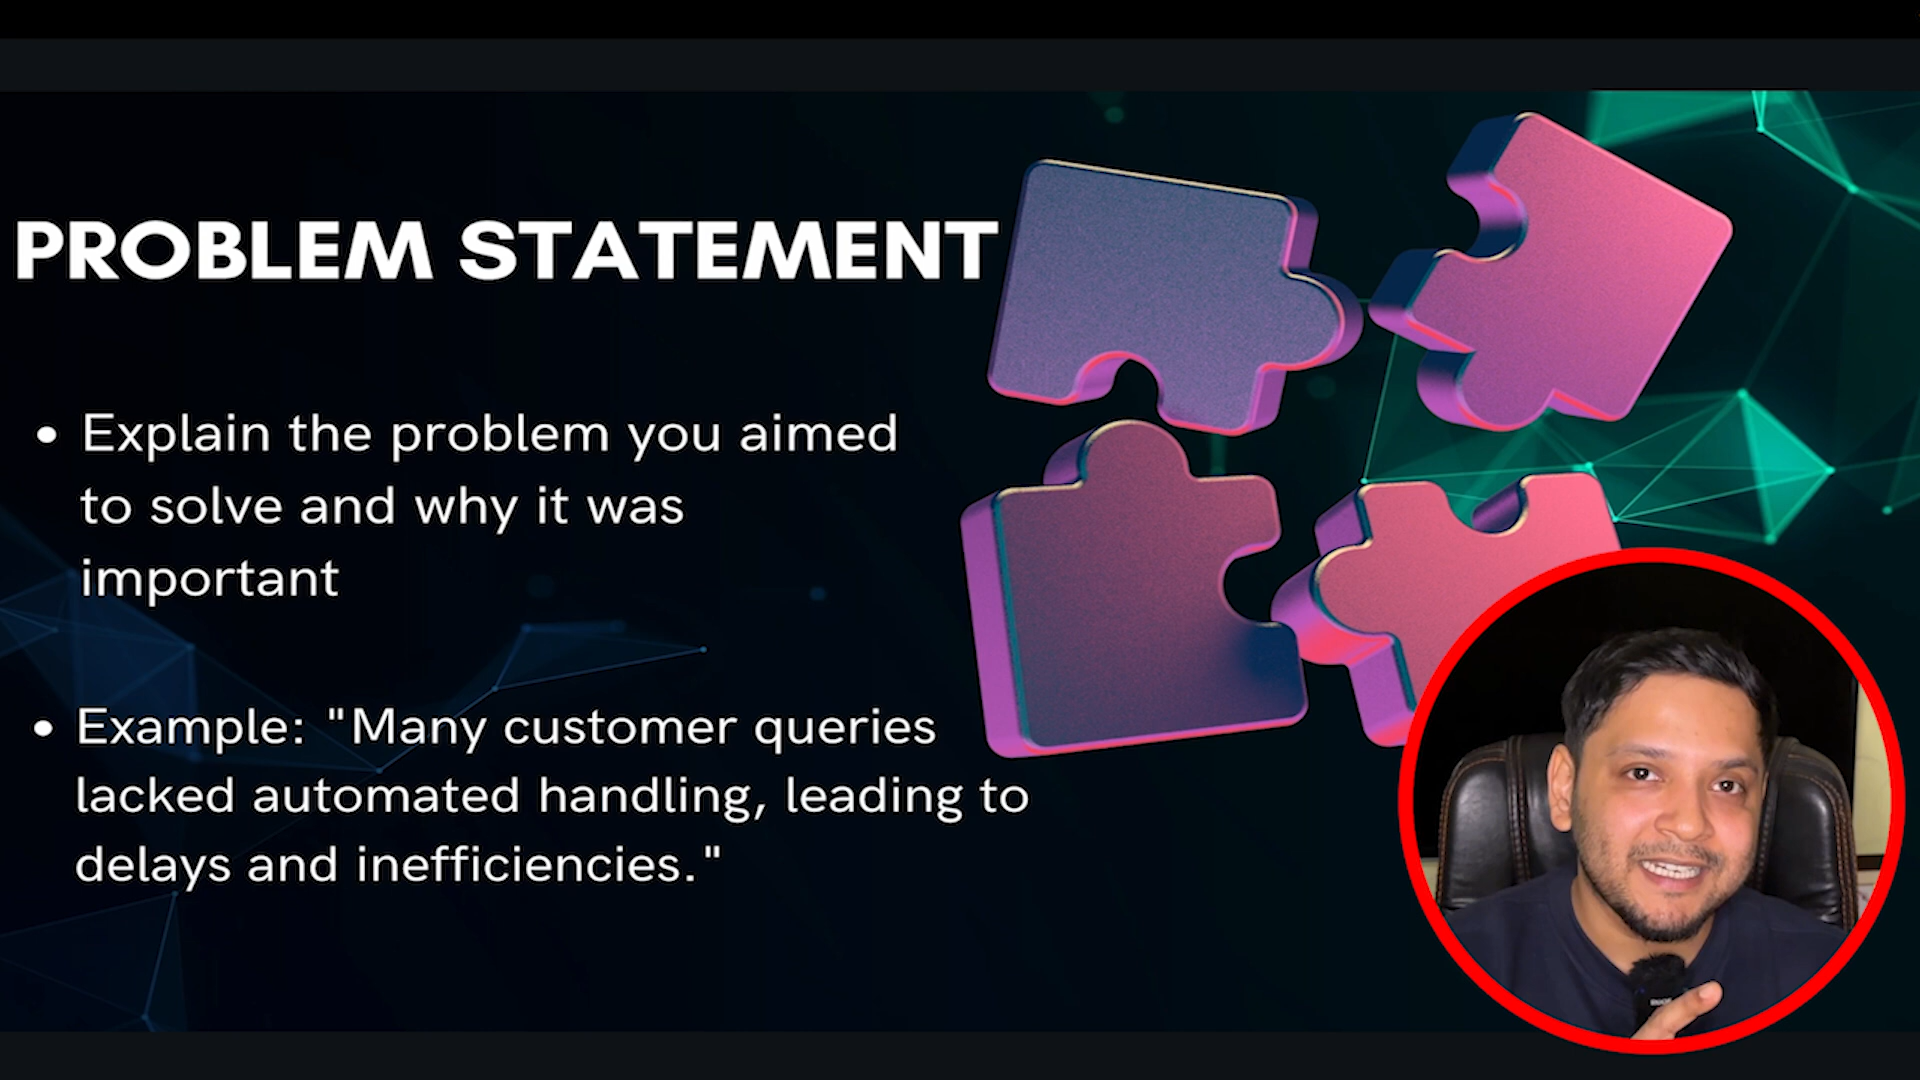 PROBLEM STATEMENT
• Explain the problem you aimed
to solve and why it was
important
• Example: "Many customer queries
lacked automated handling, leading to
delays and inefficiencies."